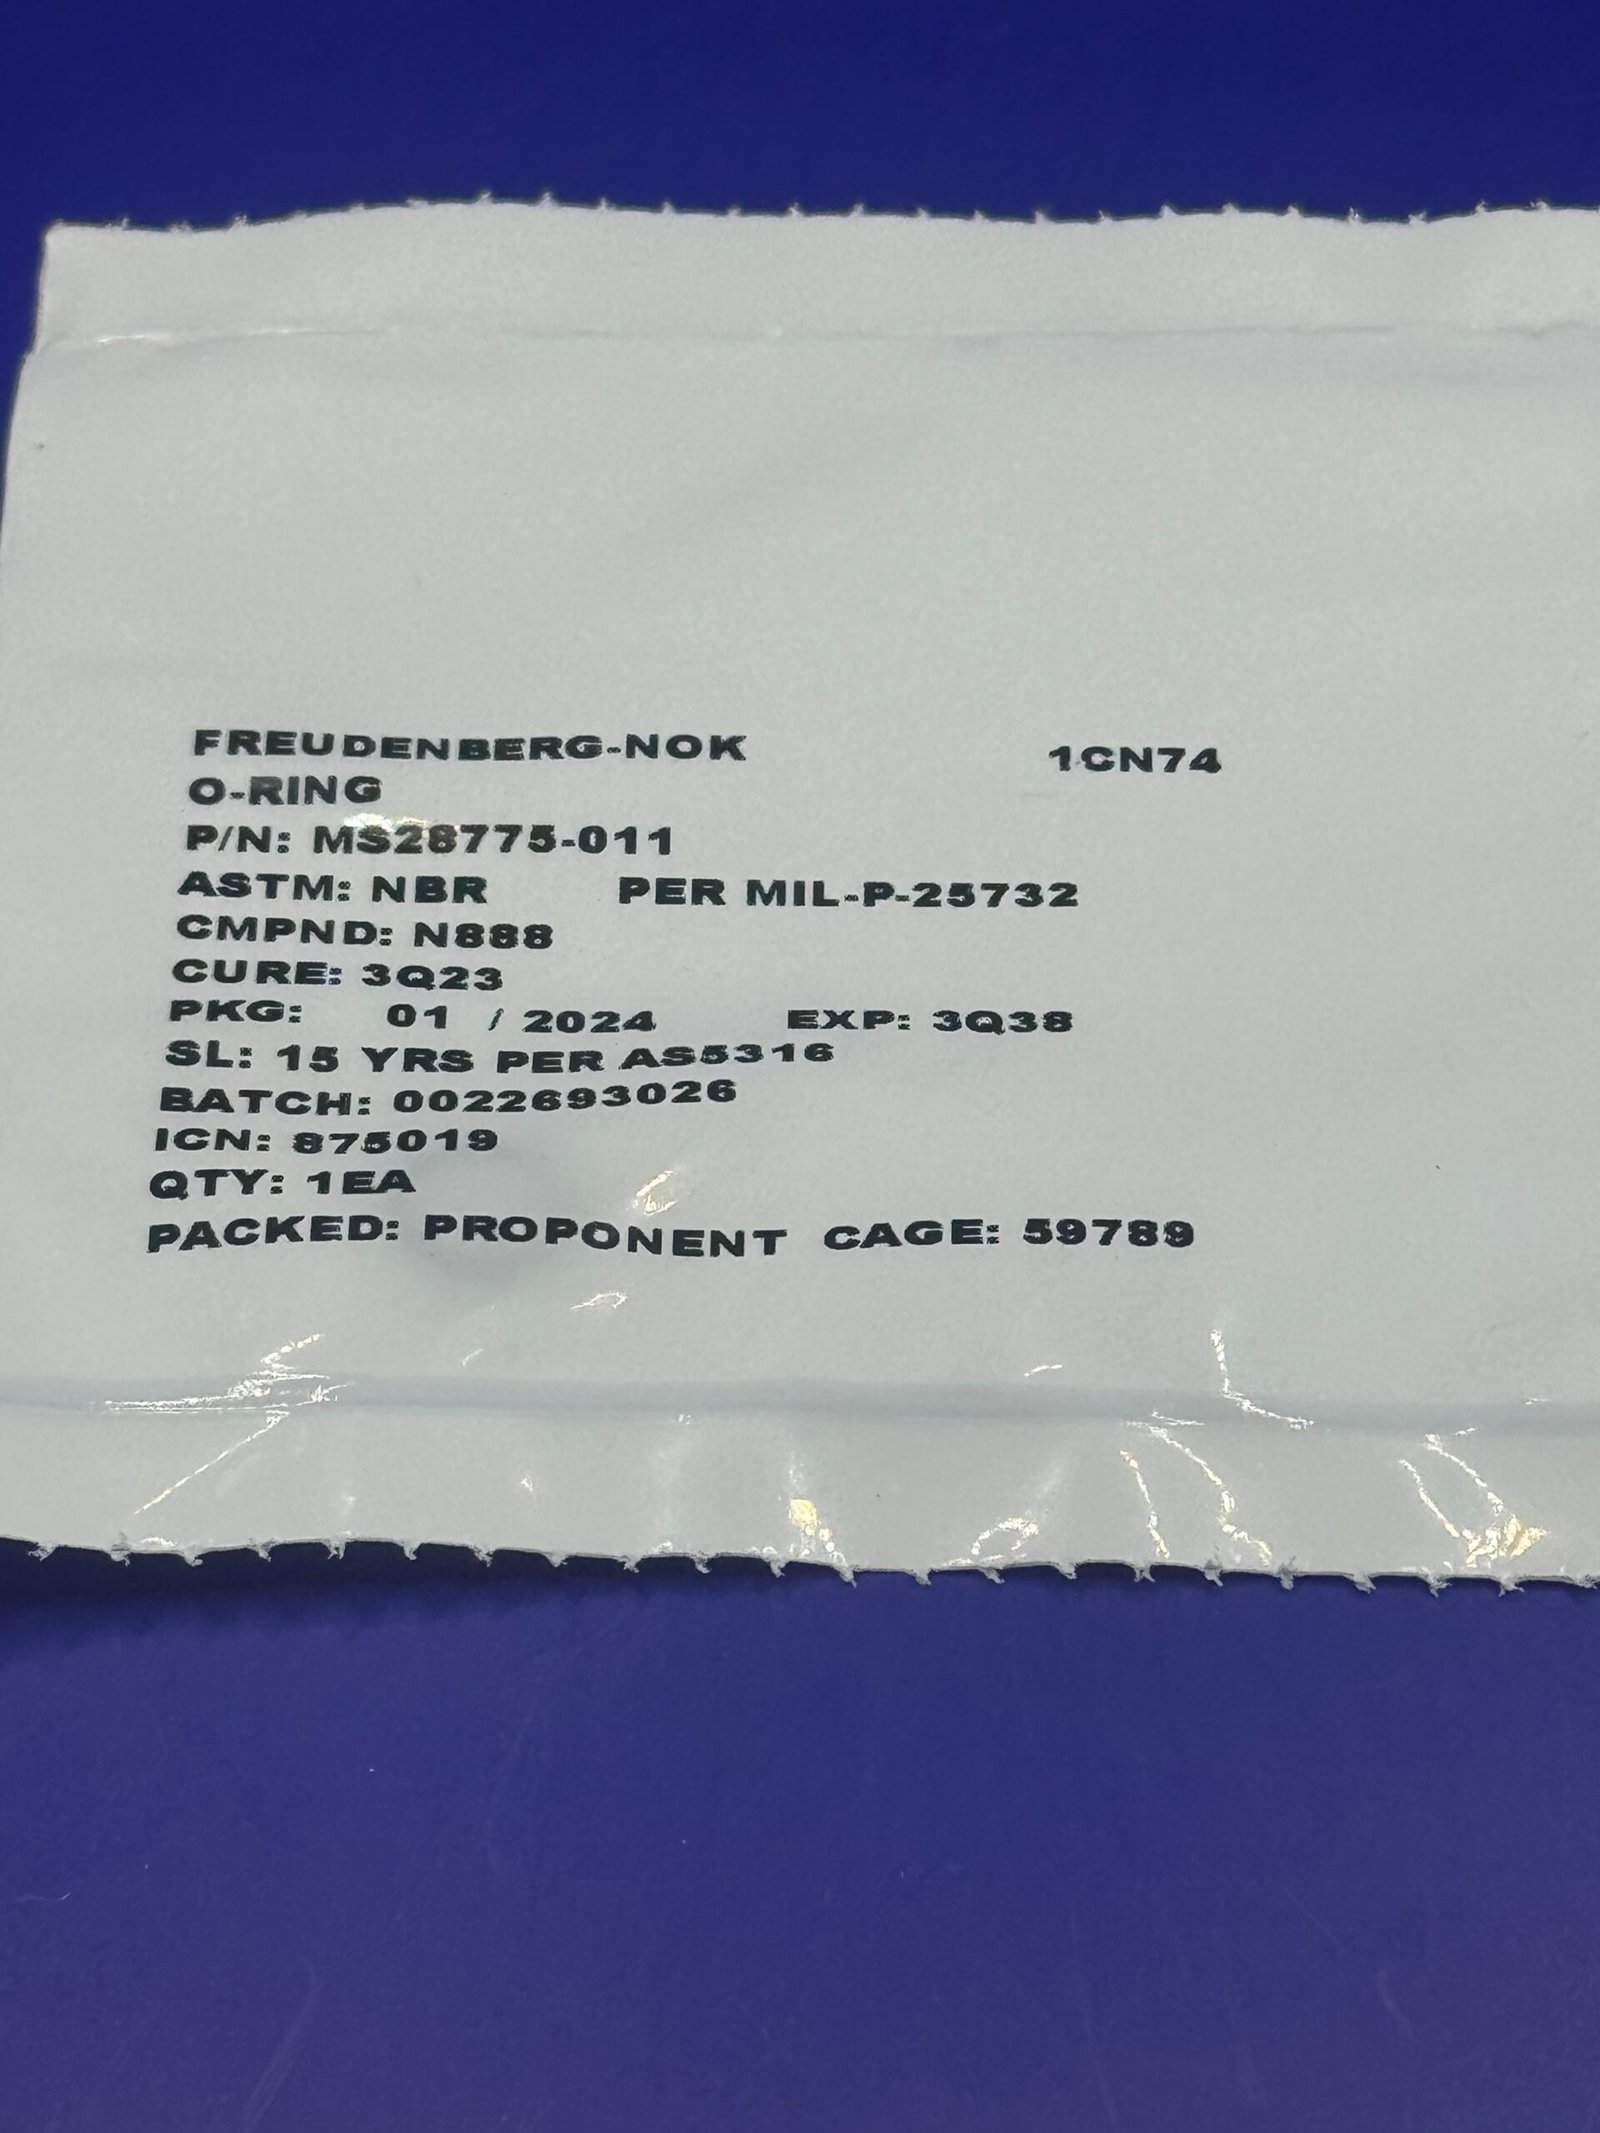 FREUDENBERG-NOK 1CN74
O-RING
P/N: MS28775-011
ASTM: NBR PER MIL-P-25732
CMPND: N888
CURE: 3Q23
PKG: 01 / 2024 EXP: 3Q38
SL: 15 YRS PER AS5316
BATCH: 0022693026
ICN: 875019
QTY: 1EA
PACKED: PROPONENT CAGE: 59789